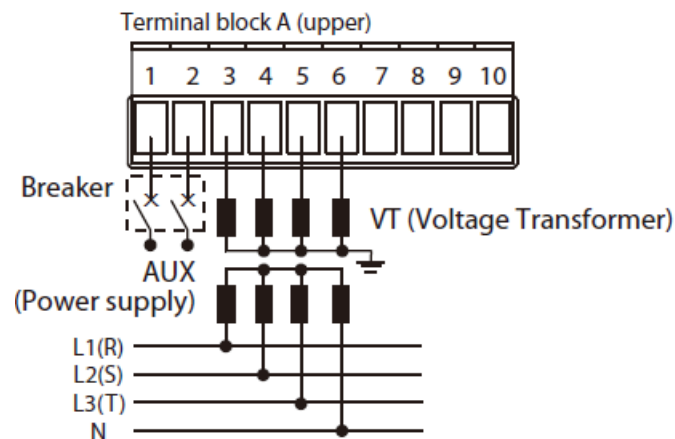 Terminal block A (upper)
1 2 3 4 5 6 7 8 9 10
Breaker
VT (Voltage Transformer)
AUX
(Power supply)
L1(R)
L2(S)
L3(T)
N